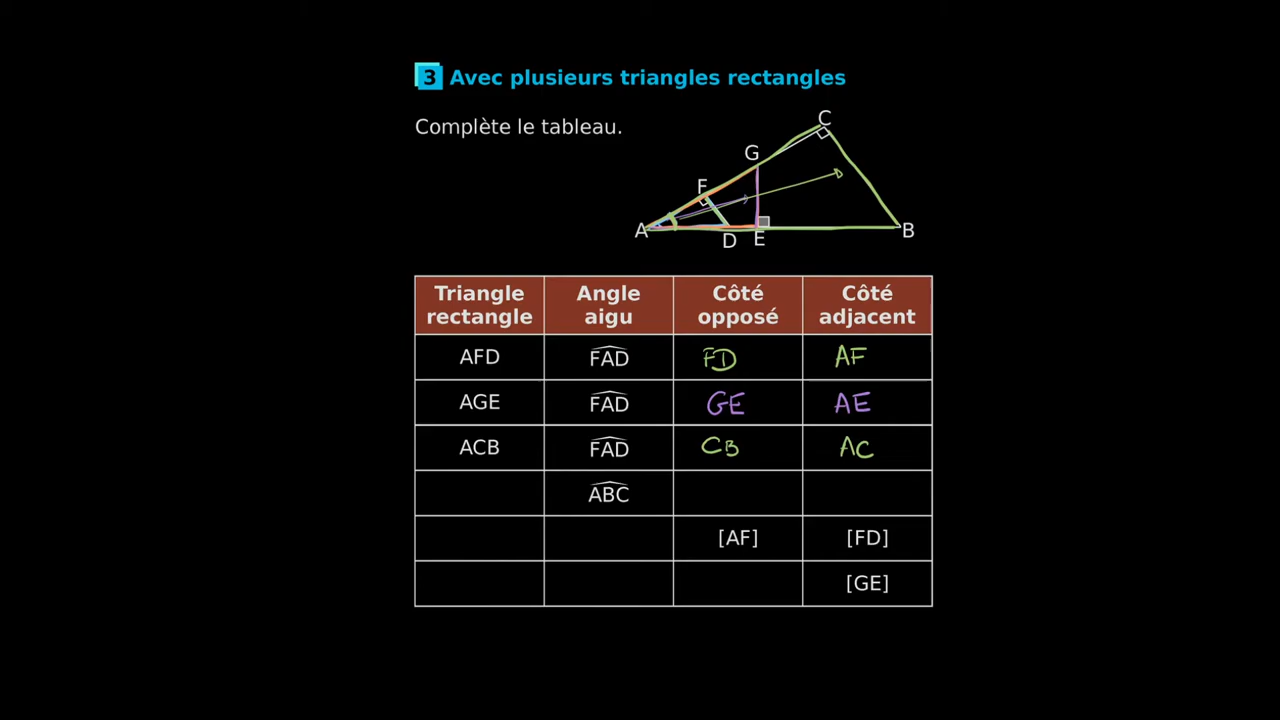 3 Avec plusieurs triangles rectangles
Complète le tableau.
C
G
F
A
D
E
B
Triangle rectangle Angle aigu Côté opposé Côté adjacent
AFD FAD FD AF
AGE FAD GE AE
ACB FAD CB AC
ABC
[AF] [FD]
[GE]